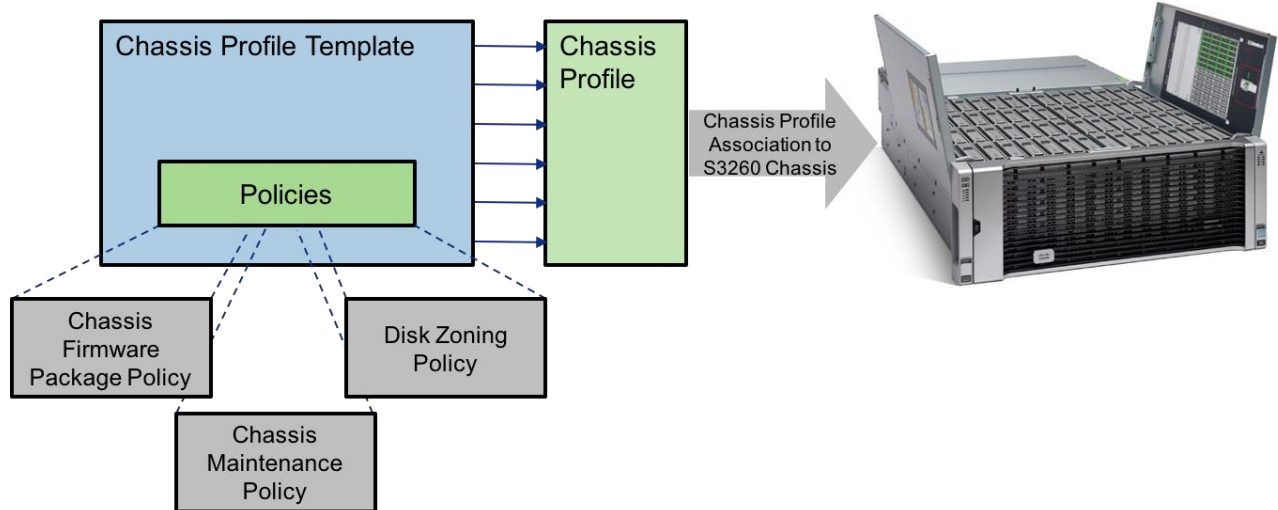 Chassis Profile Template
Policies
Chassis
Profile
Chassis Profile
Association to
S3260 Chassis
Chassis
Firmware
Package Policy
Disk Zoning
Policy
Chassis
Maintenance
Policy